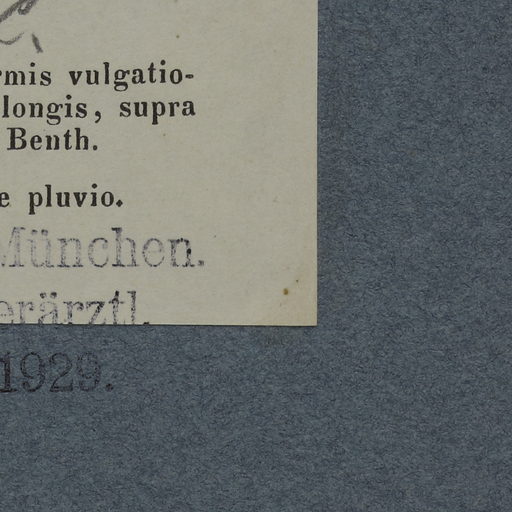 rmis vulgatio-
longis, supra
Benth.
e pluvio.
München.
erärztl.
1929.